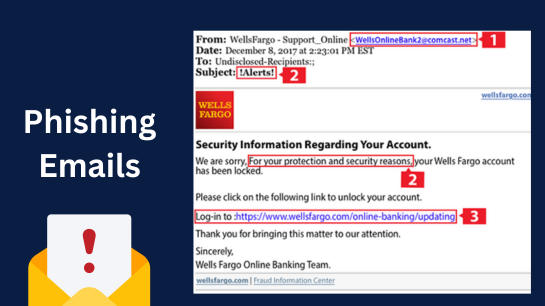 Phishing
Emails
From: WellsFargo - Support_Online <WellsOnlineBank2@comcast.net> 1
Date: December 8, 2017 at 2:23:01 PM EST
To: Undisclosed-Recipients:;
Subject: !Alerts! 2
WELLS
FARGO
wellsfargo.com
Security Information Regarding Your Account.
We are sorry, For your protection and security reasons, your Wells Fargo account
has been locked.
2
Please click on the following link to unlock your account.
Log-in to :https://www.wellsfargo.com/online-banking/updating 3
Thank you for bringing this matter to our attention.
Sincerely,
Wells Fargo Online Banking Team.
wellsfargo.com | Fraud Information Center
!